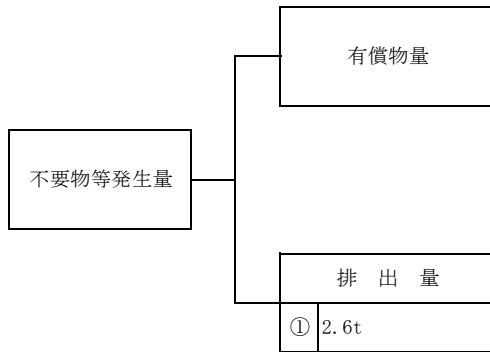 有償物量
不要物等発生量
排 出 量
① 2.6t